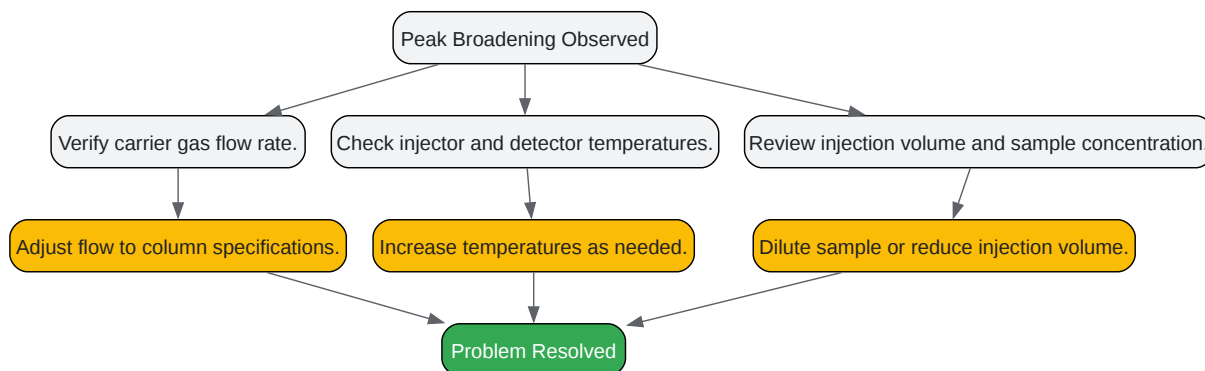 Peak Broadening Observed
Verify carrier gas flow rate.
Check injector and detector temperatures.
Review injection volume and sample concentration.
Adjust flow to column specifications.
Increase temperatures as needed.
Dilute sample or reduce injection volume.
Problem Resolved